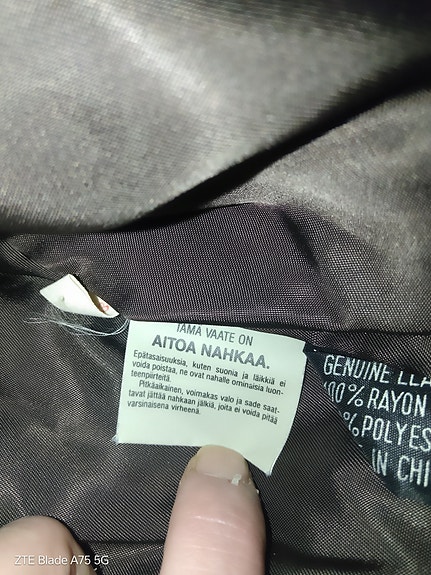 TÄMÄ VAATE ON
AITOA NAHKAA.
Epätasaisuuksia, kuten suonia ja läikkiä ei
voida poistaa, ne ovat nahalle ominaisia luon-
teenpiirteitä.
Pitkäaikainen, voimakas valo ja sade saat-
tavat jättää nahkaan jälkiä, joita ei voida pitää
varsinaisena virheenä.
GENUINE LEA
00% RAYON
%POLYES
IN CHI
ZTE Blade A75 5G